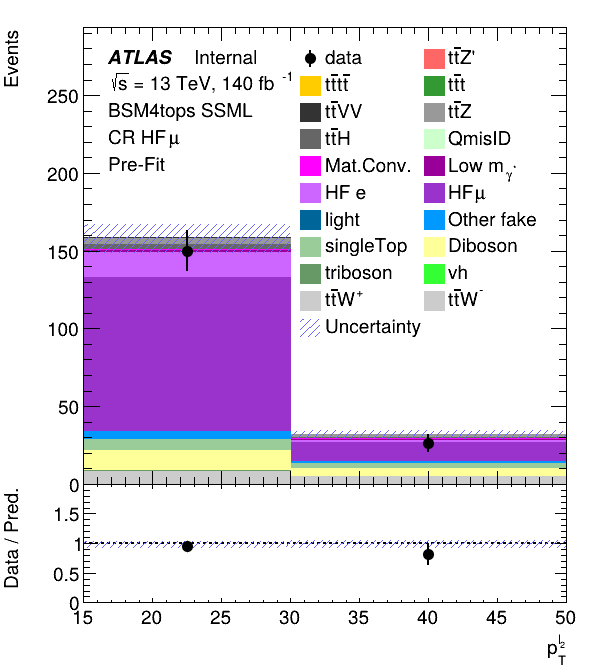 Events
ATLAS Internal
√s = 13 TeV, 140 fb⁻¹
BSM4tops SSML
CR HF μ
Pre-Fit
data
tt̄Z'
tt̄tt̄
tt̄t
tt̄VV
tt̄Z
tt̄H
QmisID
Mat.Conv.
Low m_γ*
HF e
HF μ
light
Other fake
singleTop
Diboson
triboson
vh
tt̄W⁺
tt̄W⁻
Uncertainty
250
200
150
100
50
0
Data / Pred.
1.5
1
0.5
0
15 20 25 30 35 40 45 50
p_T^l₂